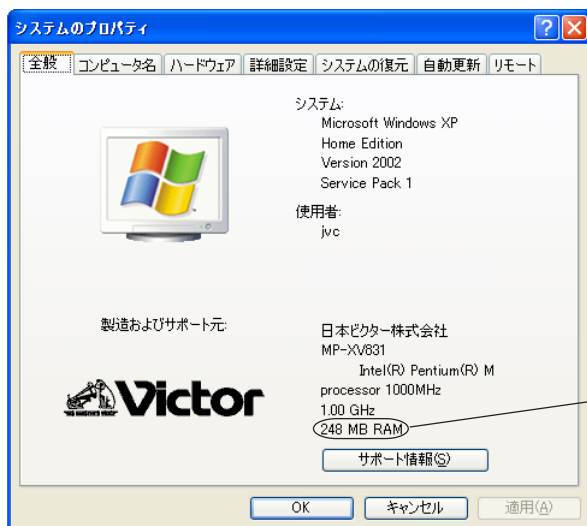 システムのプロパティ
全般 コンピュータ名 ハードウェア 詳細設定 システムの復元 自動更新 リモート
システム:
Microsoft Windows XP
Home Edition
Version 2002
Service Pack 1
使用者:
jvc
製造およびサポート元:
日本ビクター株式会社
MP-XV831
Intel(R) Pentium(R) M
processor 1000MHz
1.00 GHz
248 MB RAM
Victor
"HIS MASTER'S VOICE"
サポート情報(S)
OK キャンセル 適用(A)